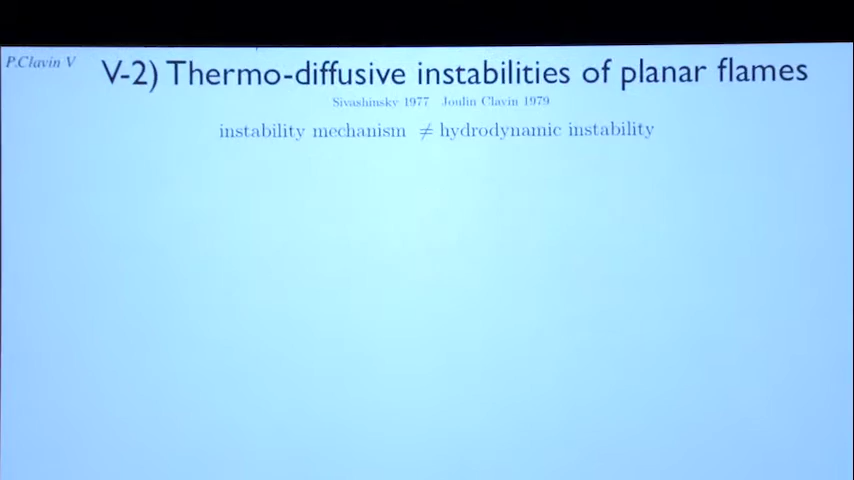 P.Clavin V
V-2) Thermo-diffusive instabilities of planar flames
Sivashinsky 1977 Joulin Clavin 1979
instability mechanism ≠ hydrodynamic instability